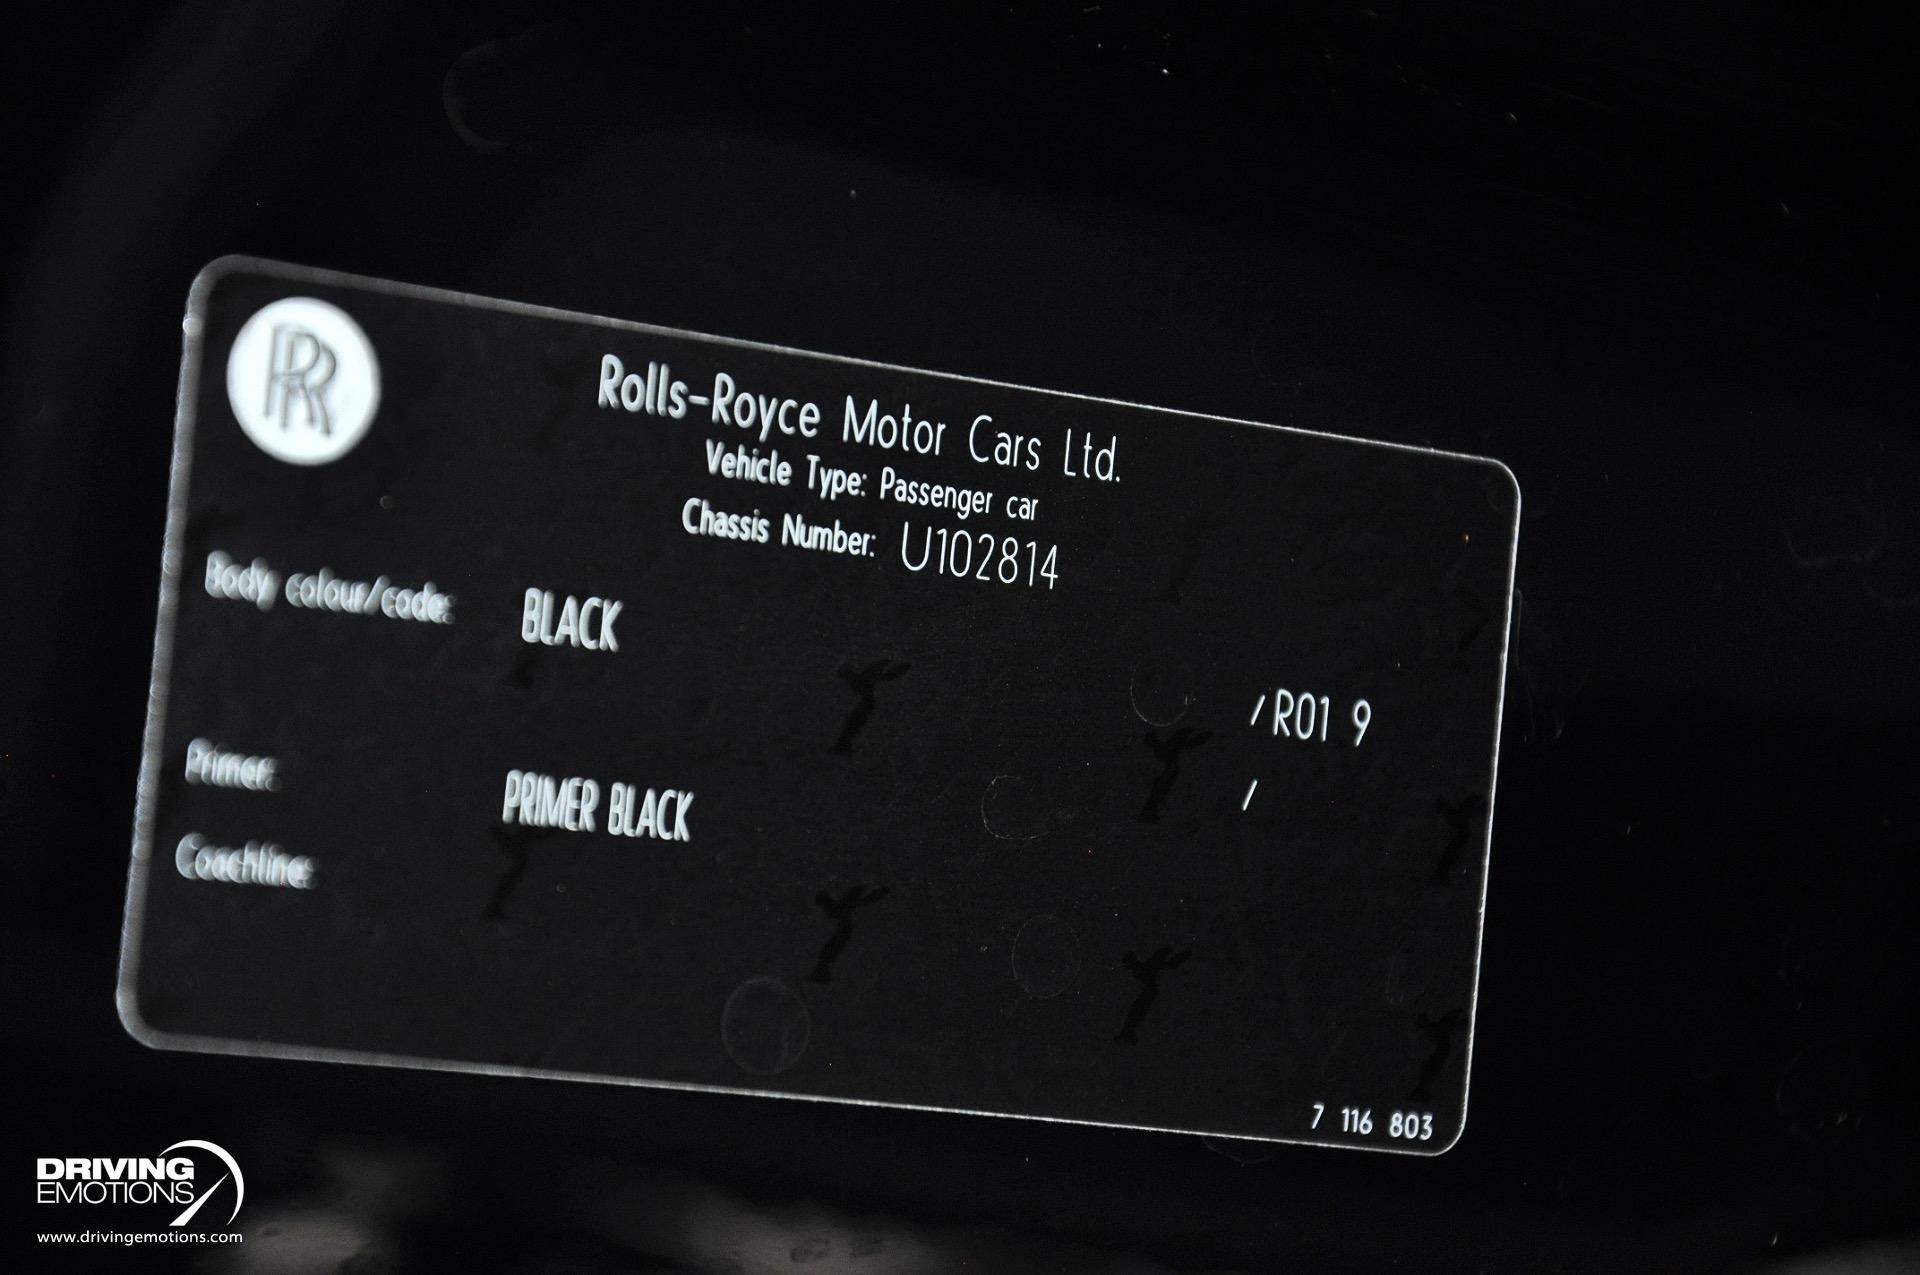 RR
Rolls-Royce Motor Cars Ltd.
Vehicle Type: Passenger car
Chassis Number: U102814
Body colour/code: BLACK /R01 9
Primer: PRIMER BLACK /
Coachline:
7 116 803
DRIVING
EMOTIONS
www.drivingemotions.com